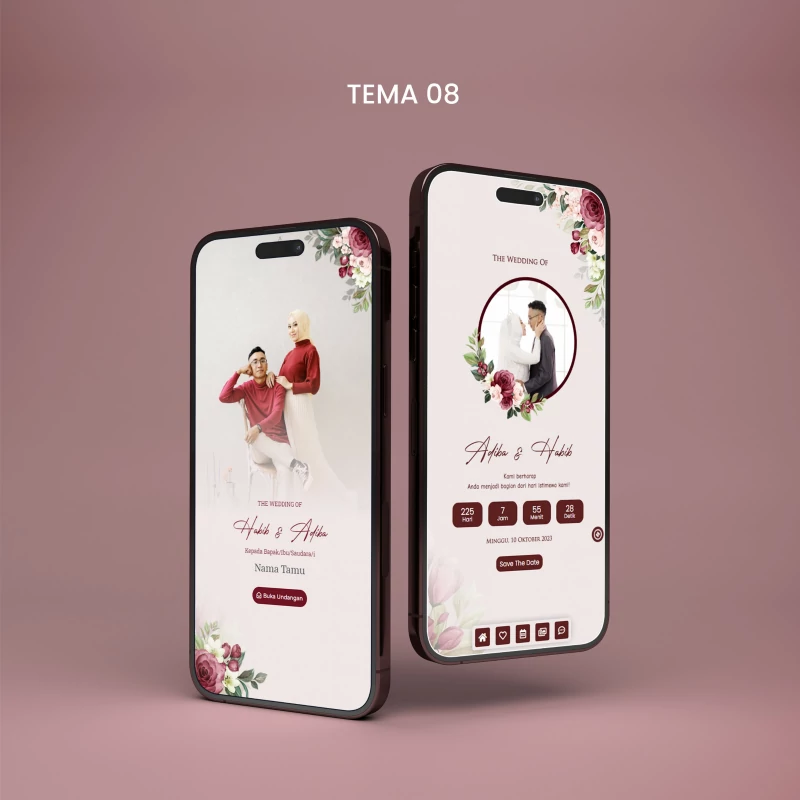 TEMA 08
THE WEDDING OF
Habib & Adiba
Kepada Bapak/Ibu/Saudara/i
Nama Tamu
Buka Undangan
THE WEDDING OF
Adiba & Habib
Kami berharap
Anda menjadi bagian dari hari istimewa kami!
225 7 55 28
Hari Jam Menit Detik
MINGGU, 10 OKTOBER 2023
Save The Date